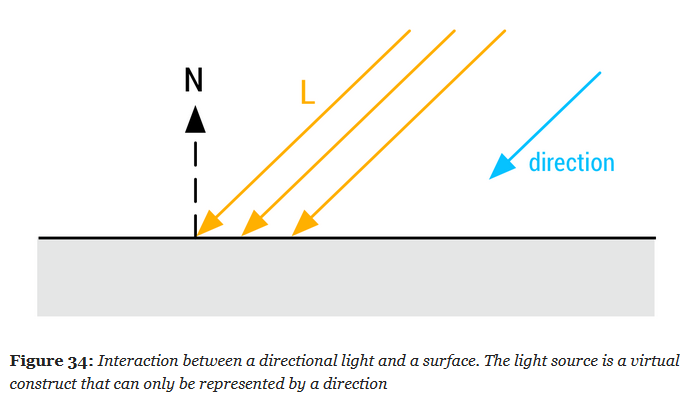 N
L
direction
Figure 34: Interaction between a directional light and a surface. The light source is a virtual
construct that can only be represented by a direction